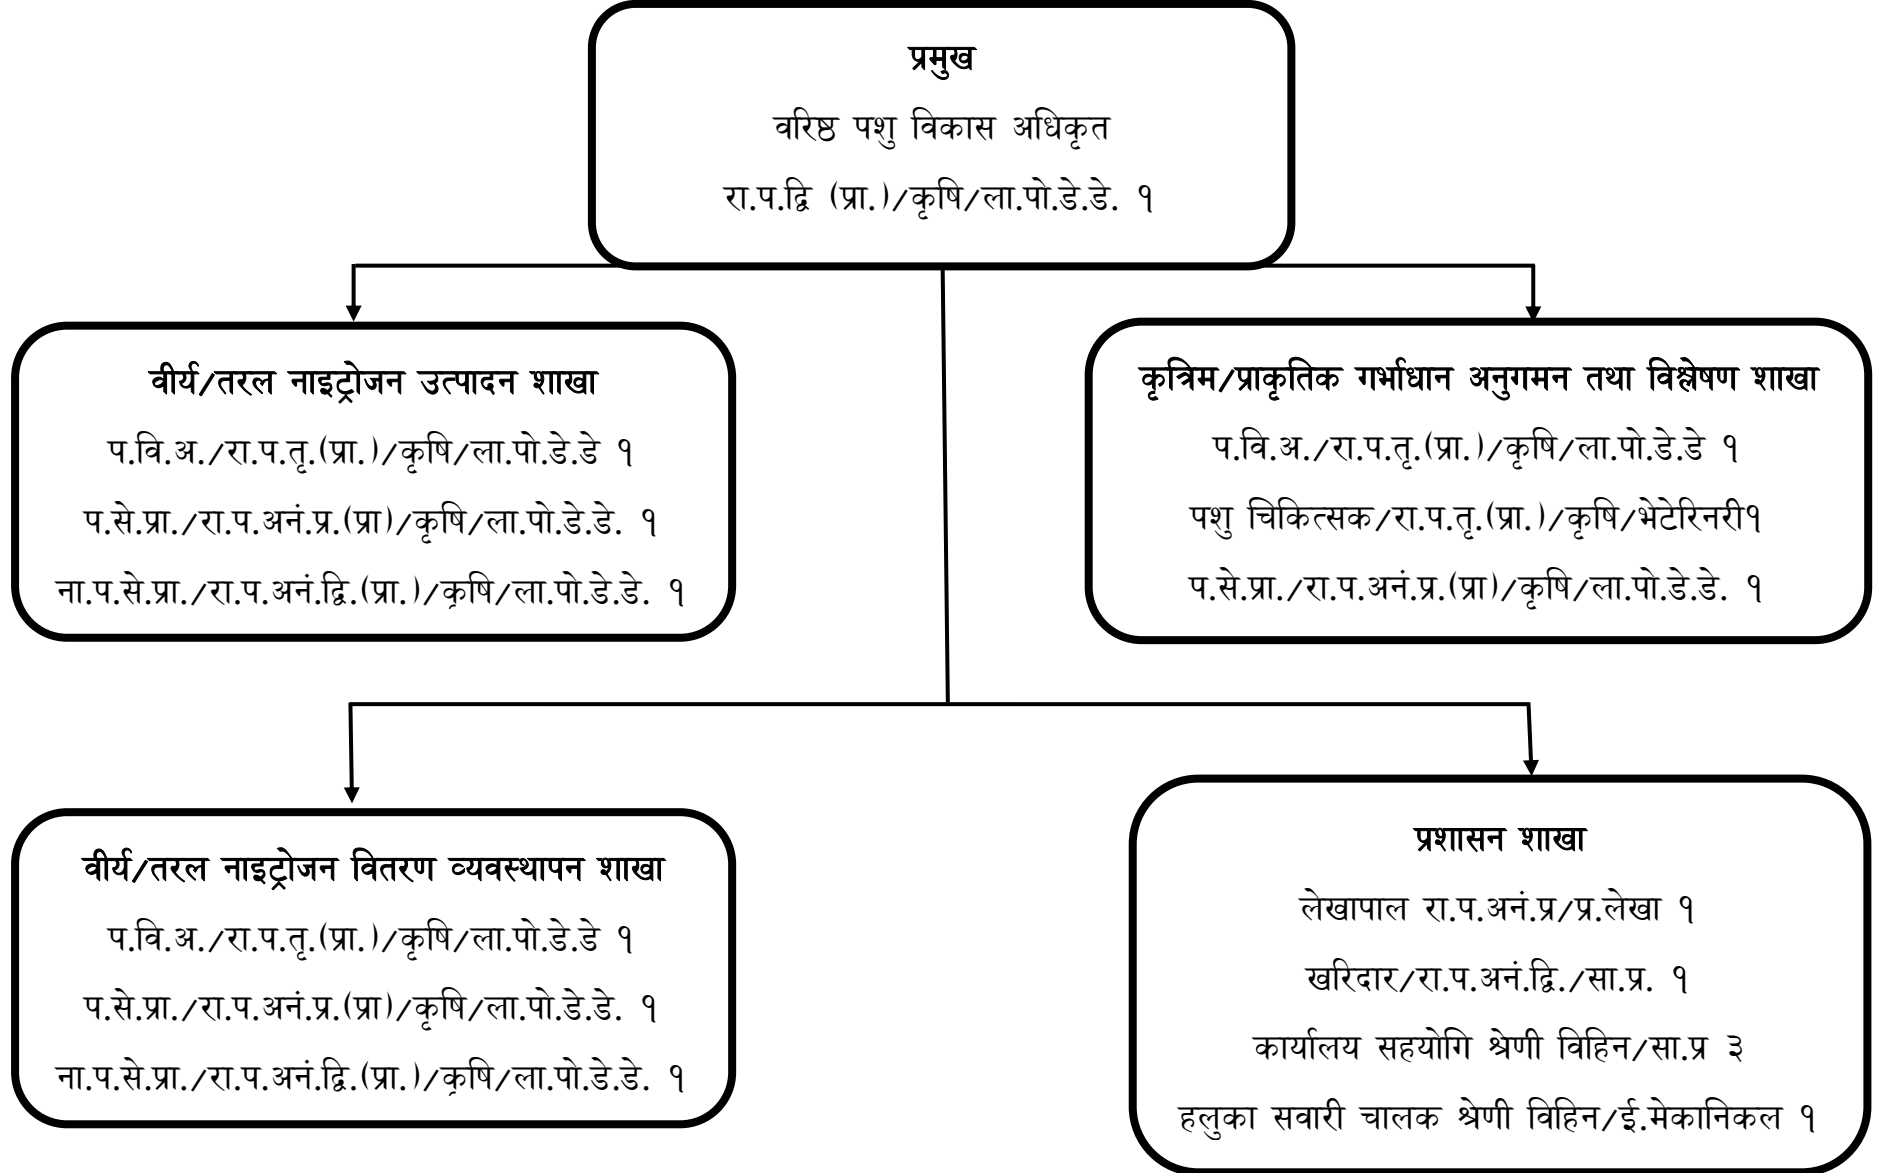 प्रमुख
वरिष्ठ पशु विकास अधिकृत
रा.प.द्वि (प्रा.)/कृषि/ला.पो.डे.डे. १
वीर्य/तरल नाइट्रोजन उत्पादन शाखा
प.वि.अ./रा.प.तृ.(प्रा.)/कृषि/ला.पो.डे.डे १
प.से.प्रा./रा.प.अनं.प्र.(प्रा)/कृषि/ला.पो.डे.डे. १
ना.प.से.प्रा./रा.प.अनं.द्वि.(प्रा.)/कृषि/ला.पो.डे.डे. १
कृत्रिम/प्राकृतिक गर्भाधान अनुगमन तथा विश्लेषण शाखा
प.वि.अ./रा.प.तृ.(प्रा.)/कृषि/ला.पो.डे.डे १
पशु चिकित्सक/रा.प.तृ.(प्रा.)/कृषि/भेटेरिनरी१
प.से.प्रा./रा.प.अनं.प्र.(प्रा)/कृषि/ला.पो.डे.डे. १
वीर्य/तरल नाइट्रोजन वितरण व्यवस्थापन शाखा
प.वि.अ./रा.प.तृ.(प्रा.)/कृषि/ला.पो.डे.डे १
प.से.प्रा./रा.प.अनं.प्र.(प्रा)/कृषि/ला.पो.डे.डे. १
ना.प.से.प्रा./रा.प.अनं.द्वि.(प्रा.)/कृषि/ला.पो.डे.डे. १
प्रशासन शाखा
लेखापाल रा.प.अनं.प्र/प्र.लेखा १
खरिदार/रा.प.अनं.द्वि./सा.प्र. १
कार्यालय सहयोगि श्रेणी विहिन/सा.प्र ३
हलुका सवारी चालक श्रेणी विहिन/ई.मेकानिकल १